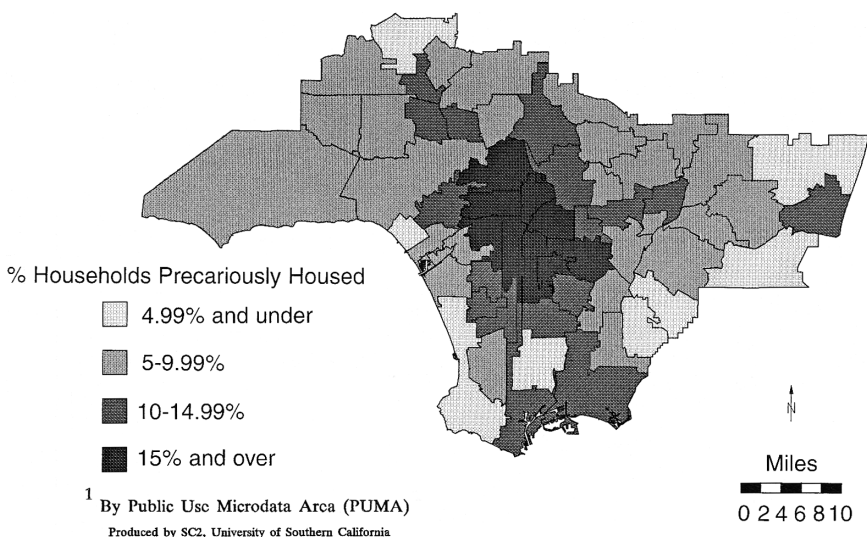 % Households Precariously Housed
4.99% and under
5-9.99%
10-14.99%
15% and over
1 By Public Use Microdata Area (PUMA)
Produced by SC2, University of Southern California
N
Miles
0 2 4 6 8 10